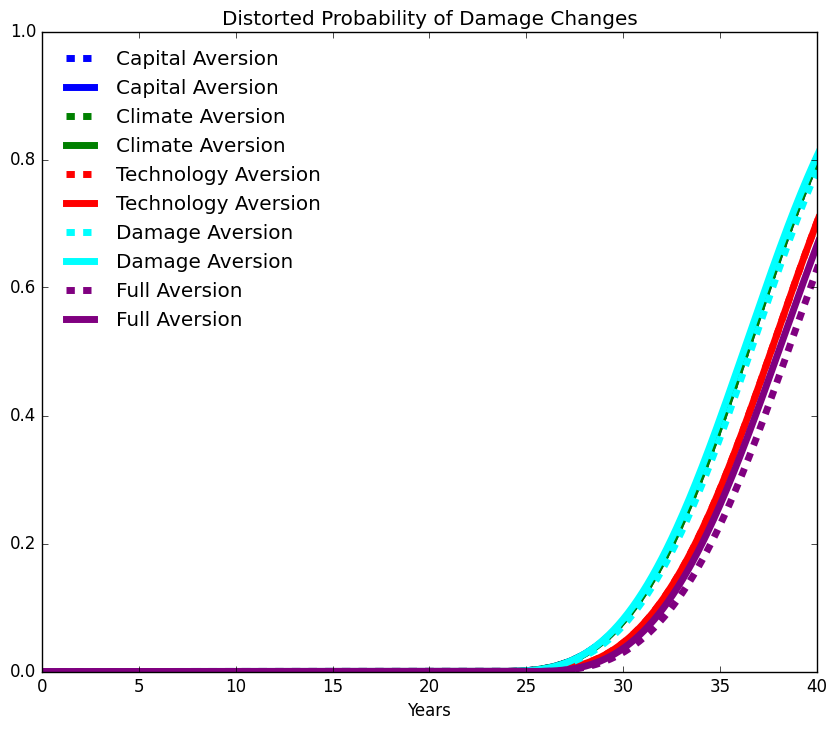 Distorted Probability of Damage Changes
1.0
0.8
0.6
0.4
0.2
0.0
Capital Aversion
Capital Aversion
Climate Aversion
Climate Aversion
Technology Aversion
Technology Aversion
Damage Aversion
Damage Aversion
Full Aversion
Full Aversion
0 5 10 15 20 25 30 35 40
Years